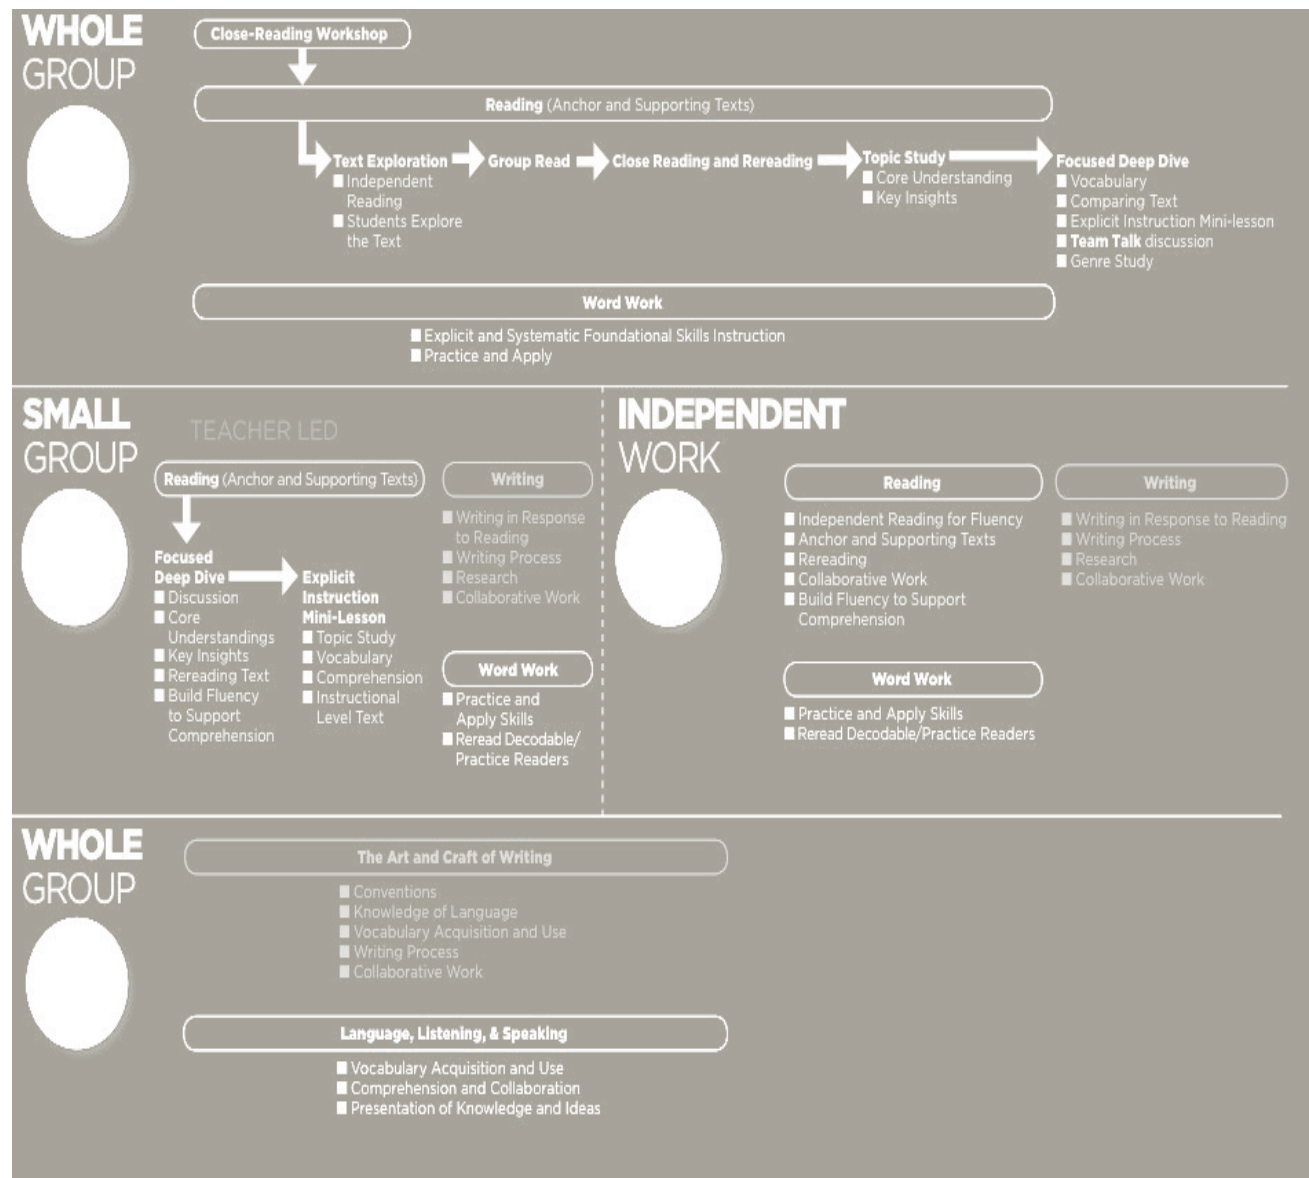 WHOLE
GROUP
Close-Reading Workshop
Reading (Anchor and Supporting Texts)
Text Exploration
Independent
Reading
Students Explore
the Text
Group Read
Close Reading and Rereading
Topic Study
Core Understanding
Key Insights
Focused Deep Dive
Vocabulary
Comparing Text
Explicit Instruction Mini-lesson
Team Talk discussion
Genre Study
Word Work
Explicit and Systematic Foundational Skills Instruction
Practice and Apply
SMALL
GROUP
TEACHER LED
Reading (Anchor and Supporting Texts)
Focused
Deep Dive
Discussion
Core
Understandings
Key Insights
Rereading Text
Build Fluency
to Support
Comprehension
Explicit
Instruction
Mini-Lesson
Topic Study
Vocabulary
Comprehension
Instructional
Level Text
Writing
Writing in Response
to Reading
Writing Process
Research
Collaborative Work
Word Work
Practice and
Apply Skills
Reread Decodable/
Practice Readers
INDEPENDENT
WORK
Reading
Independent Reading for Fluency
Anchor and Supporting Texts
Rereading
Collaborative Work
Build Fluency to Support
Comprehension
Writing
Writing in Response to Reading
Writing Process
Research
Collaborative Work
Word Work
Practice and Apply Skills
Reread Decodable/Practice Readers
WHOLE
GROUP
The Art and Craft of Writing
Conventions
Knowledge of Language
Vocabulary Acquisition and Use
Writing Process
Collaborative Work
Language, Listening, & Speaking
Vocabulary Acquisition and Use
Comprehension and Collaboration
Presentation of Knowledge and Ideas